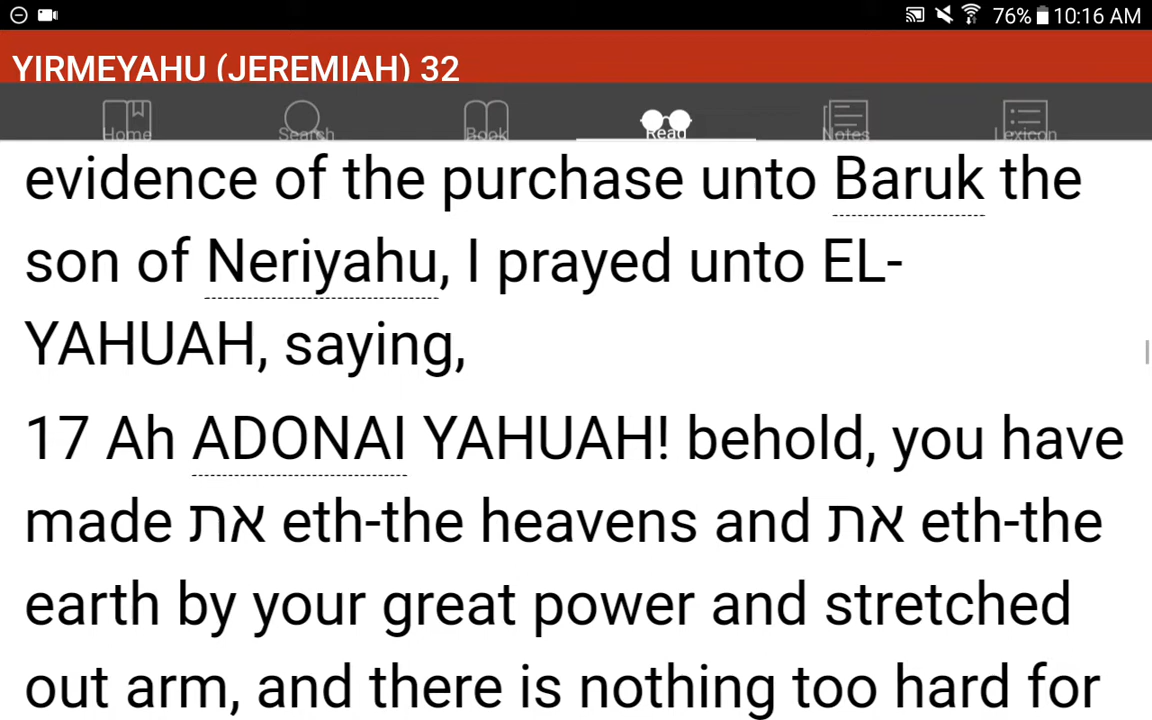 76% 10:16 AM
YIRMEYAHU (JEREMIAH) 32
Home Search Book Read Notes Lexicon
evidence of the purchase unto Baruk the
son of Neriyahu, I prayed unto EL-
YAHUAH, saying,
17 Ah ADONAI YAHUAH! behold, you have
made את eth-the heavens and את eth-the
earth by your great power and stretched
out arm, and there is nothing too hard for